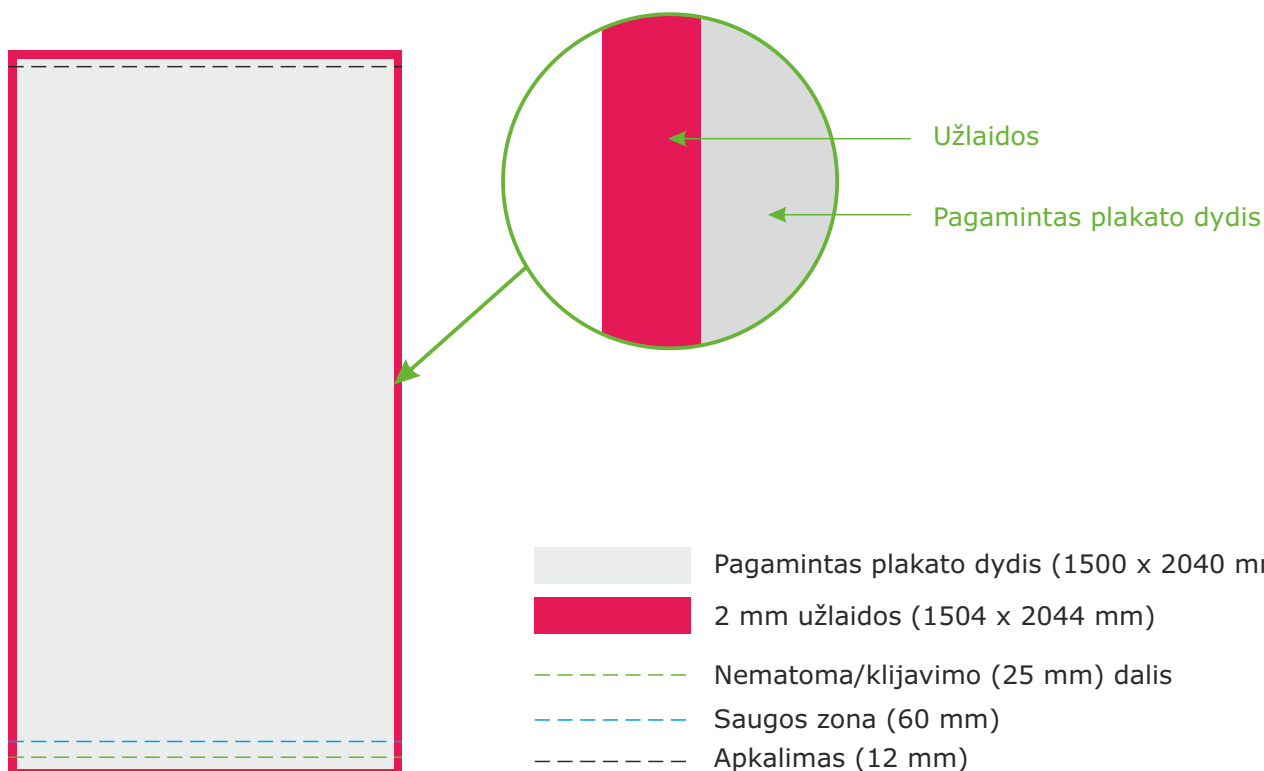 Užlaidos
Pagamintas plakato dydis
Pagamintas plakato dydis (1500 x 2040 mm
2 mm užlaidos (1504 x 2044 mm)
Nematoma/klijavimo (25 mm) dalis
Saugos zona (60 mm)
Apkalimas (12 mm)